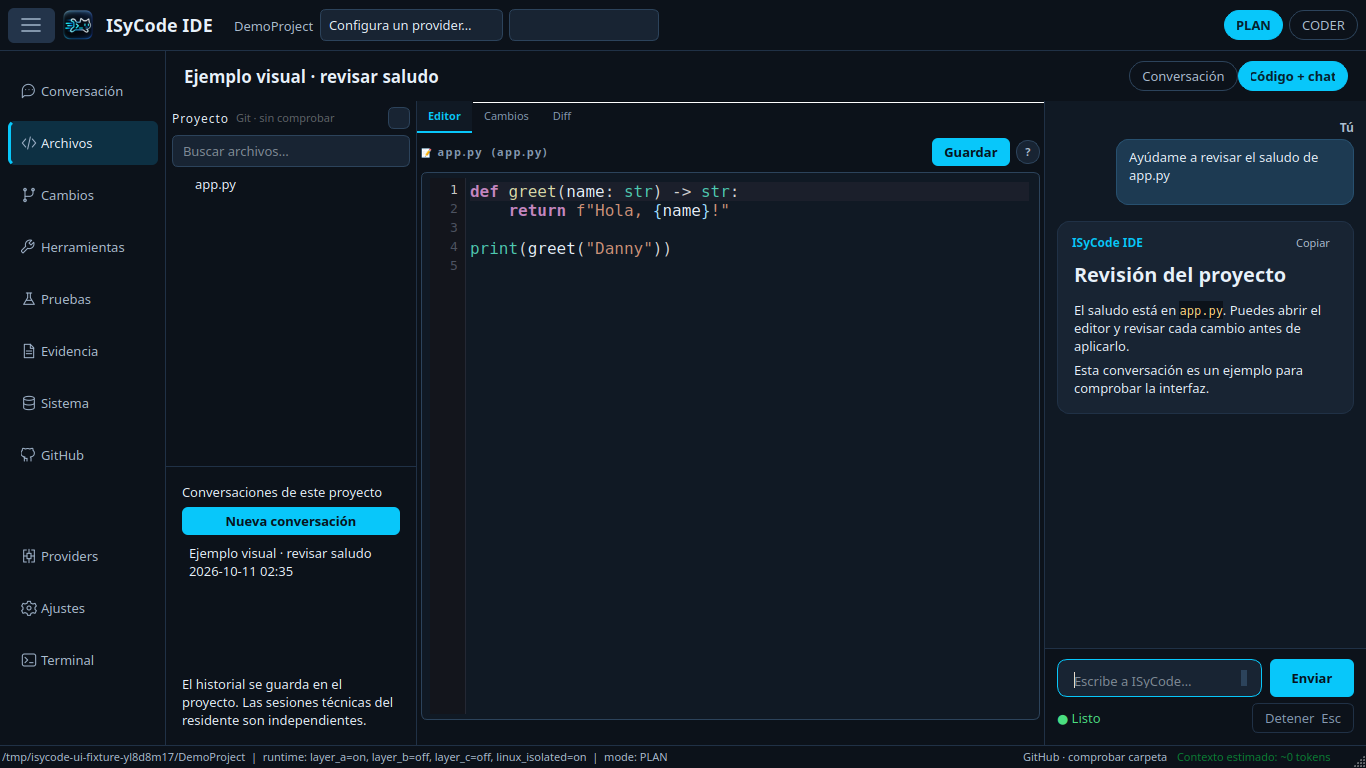 ISyCode IDE
DemoProject
Configura un provider...
PLAN
CODER
Conversación
Archivos
Cambios
Herramientas
Pruebas
Evidencia
Sistema
GitHub
Providers
Ajustes
Terminal
Ejemplo visual · revisar saludo
Conversación
Código + chat
Proyecto Git · sin comprobar
Buscar archivos...
app.py
Conversaciones de este proyecto
Nueva conversación
Ejemplo visual · revisar saludo
2026-10-11 02:35
El historial se guarda en el
proyecto. Las sesiones técnicas del
residente son independientes.
Editor
Cambios
Diff
app.py (app.py)
Guardar
?
1 def greet(name: str) -> str:
2     return f"Hola, {name}!"
3
4 print(greet("Danny"))
5
Tú
Ayúdame a revisar el saludo de
app.py
ISyCode IDE
Copiar
Revisión del proyecto
El saludo está en app.py. Puedes abrir el
editor y revisar cada cambio antes de
aplicarlo.
Esta conversación es un ejemplo para
comprobar la interfaz.
Escribe a ISyCode...
Enviar
Listo
Detener Esc
/tmp/isycode-ui-fixture-yl8d8m17/DemoProject | runtime: layer_a=on, layer_b=off, layer_c=off, linux_isolated=on | mode: PLAN
GitHub · comprobar carpeta
Contexto estimado: ~0 tokens